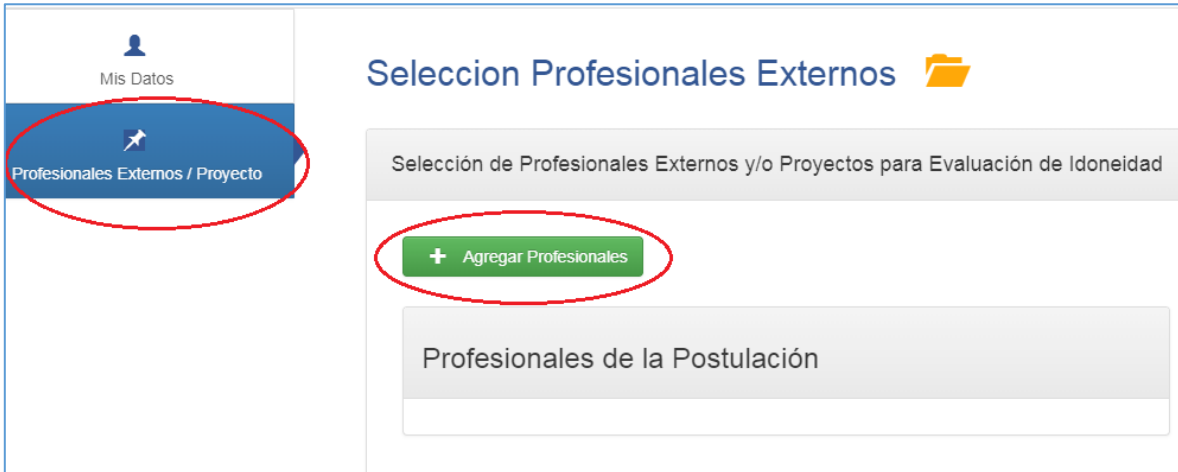 Mis Datos
Profesionales Externos / Proyecto
Seleccion Profesionales Externos
Selección de Profesionales Externos y/o Proyectos para Evaluación de Idoneidad
Agregar Profesionales
Profesionales de la Postulación